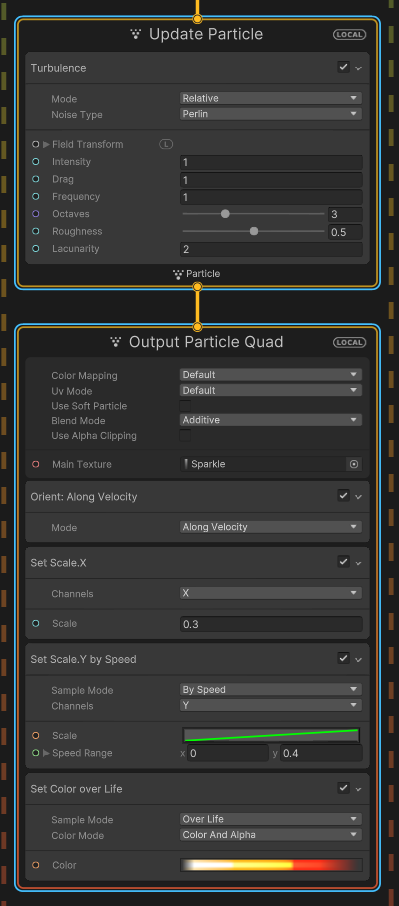 Update Particle LOCAL
Turbulence
Mode Relative
Noise Type Perlin
Field Transform L
Intensity 1
Drag 1
Frequency 1
Octaves 3
Roughness 0.5
Lacunarity 2
Particle
Output Particle Quad LOCAL
Color Mapping Default
Uv Mode Default
Use Soft Particle
Blend Mode Additive
Use Alpha Clipping
Main Texture Sparkle
Orient: Along Velocity
Mode Along Velocity
Set Scale.X
Channels X
Scale 0.3
Set Scale.Y by Speed
Sample Mode By Speed
Channels Y
Scale
Speed Range x 0 y 0.4
Set Color over Life
Sample Mode Over Life
Color Mode Color And Alpha
Color